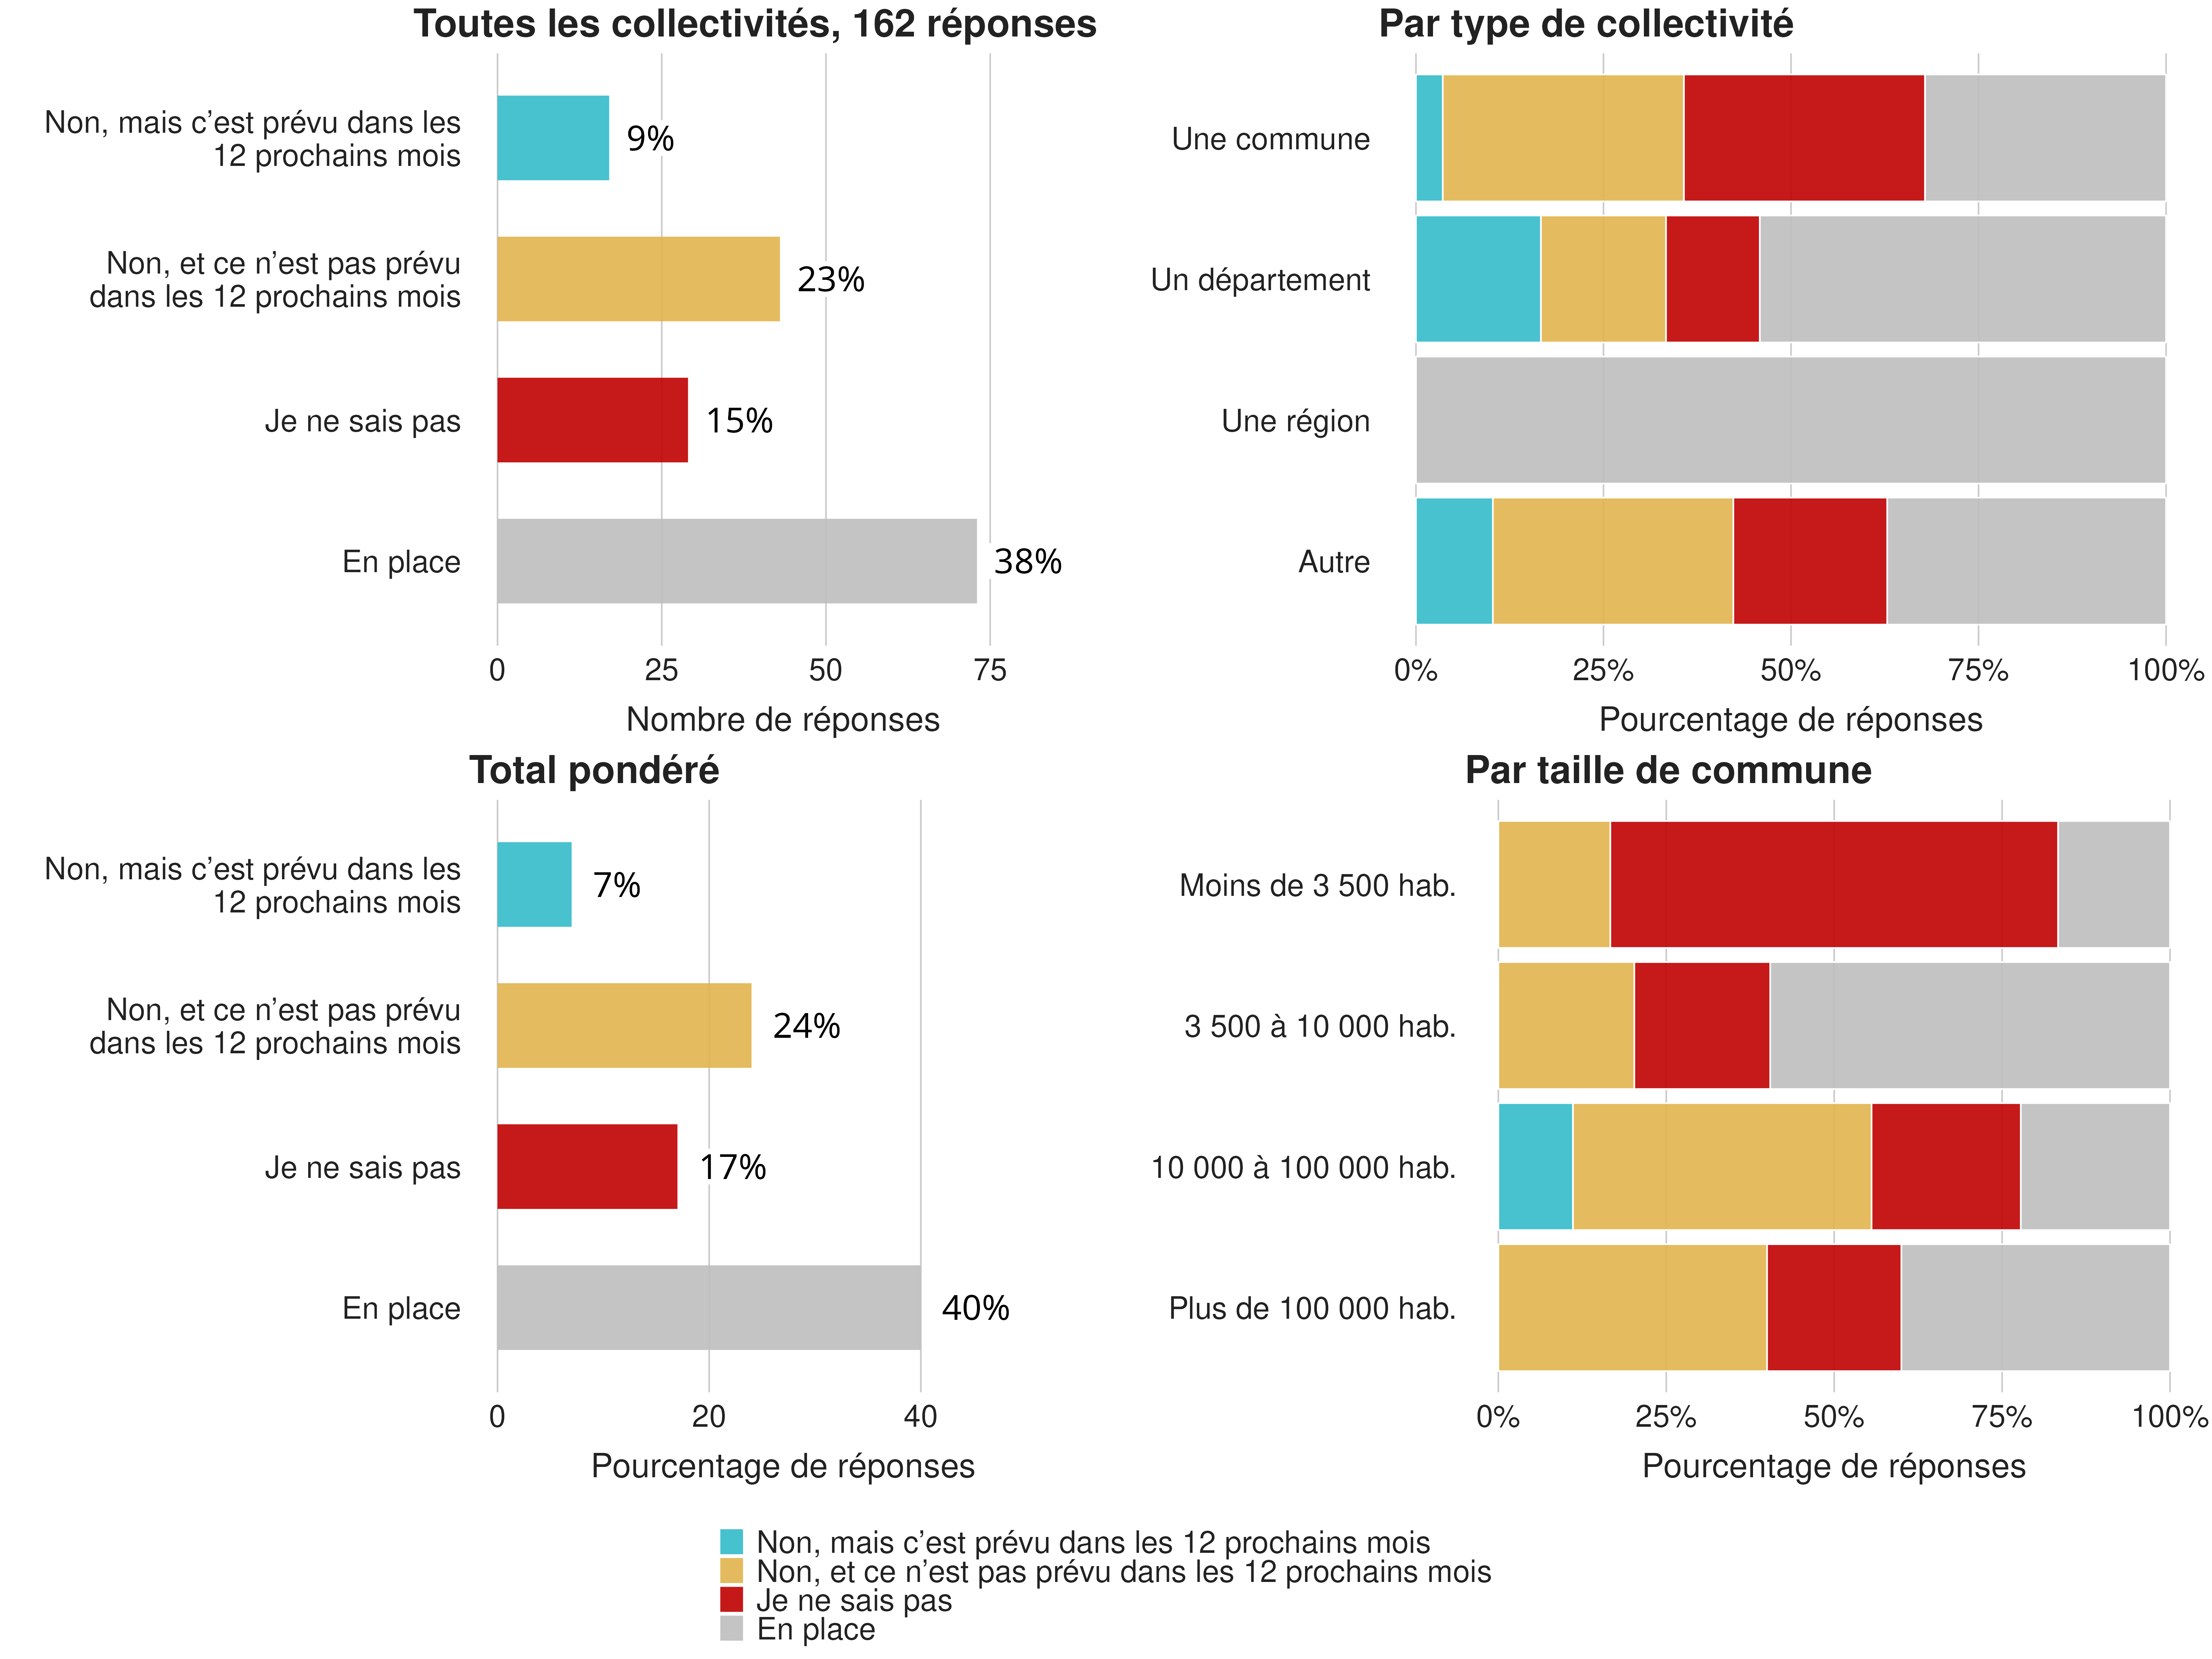 Toutes les collectivités, 162 réponses
Non, mais c’est prévu dans les
12 prochains mois
9%
Non, et ce n’est pas prévu
dans les 12 prochains mois
23%
Je ne sais pas
15%
En place
38%
0 25 50 75
Nombre de réponses
Par type de collectivité
Une commune
Un département
Une région
Autre
0% 25% 50% 75% 100%
Pourcentage de réponses
Total pondéré
Non, mais c’est prévu dans les
12 prochains mois
7%
Non, et ce n’est pas prévu
dans les 12 prochains mois
24%
Je ne sais pas
17%
En place
40%
0 20 40
Pourcentage de réponses
Par taille de commune
Moins de 3 500 hab.
3 500 à 10 000 hab.
10 000 à 100 000 hab.
Plus de 100 000 hab.
0% 25% 50% 75% 100%
Pourcentage de réponses
Non, mais c’est prévu dans les 12 prochains mois
Non, et ce n’est pas prévu dans les 12 prochains mois
Je ne sais pas
En place